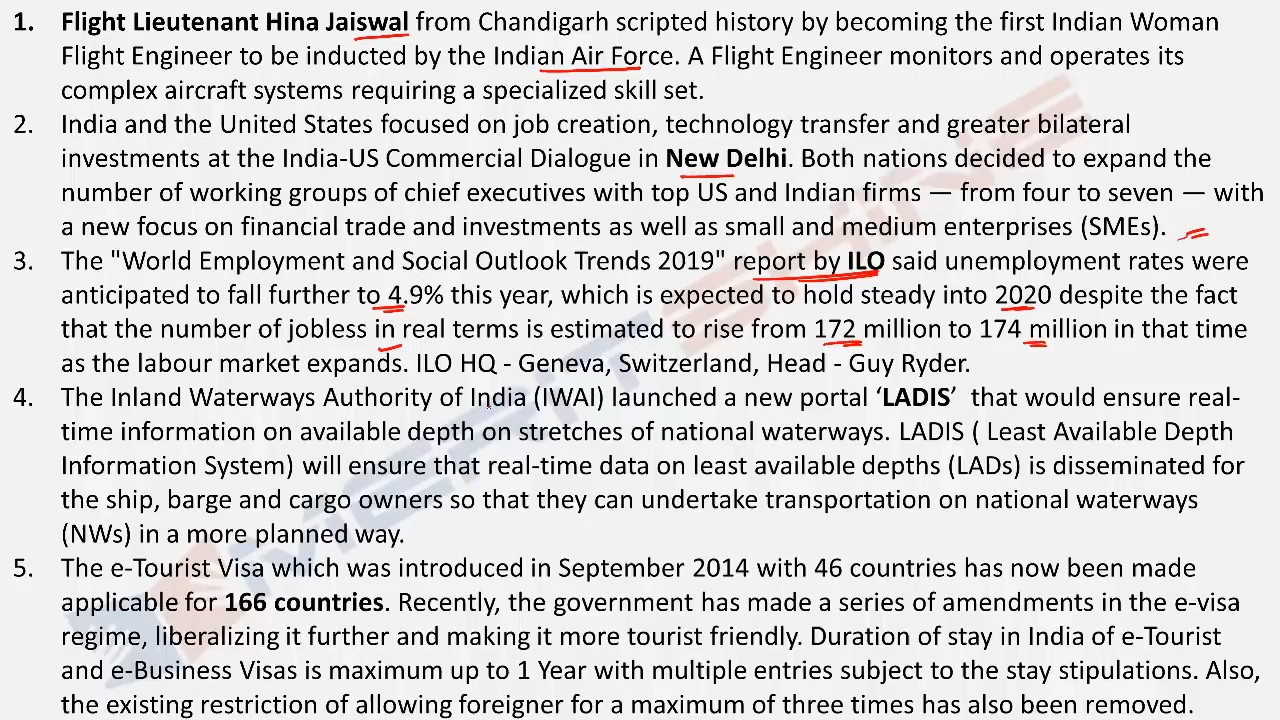 1. Flight Lieutenant Hina Jaiswal from Chandigarh scripted history by becoming the first Indian Woman
Flight Engineer to be inducted by the Indian Air Force. A Flight Engineer monitors and operates its
complex aircraft systems requiring a specialized skill set.
2. India and the United States focused on job creation, technology transfer and greater bilateral
investments at the India-US Commercial Dialogue in New Delhi. Both nations decided to expand the
number of working groups of chief executives with top US and Indian firms — from four to seven — with
a new focus on financial trade and investments as well as small and medium enterprises (SMEs).
3. The "World Employment and Social Outlook Trends 2019" report by ILO said unemployment rates were
anticipated to fall further to 4.9% this year, which is expected to hold steady into 2020 despite the fact
that the number of jobless in real terms is estimated to rise from 172 million to 174 million in that time
as the labour market expands. ILO HQ - Geneva, Switzerland, Head - Guy Ryder.
4. The Inland Waterways Authority of India (IWAI) launched a new portal ‘LADIS’ that would ensure real-
time information on available depth on stretches of national waterways. LADIS ( Least Available Depth
Information System) will ensure that real-time data on least available depths (LADs) is disseminated for
the ship, barge and cargo owners so that they can undertake transportation on national waterways
(NWs) in a more planned way.
5. The e-Tourist Visa which was introduced in September 2014 with 46 countries has now been made
applicable for 166 countries. Recently, the government has made a series of amendments in the e-visa
regime, liberalizing it further and making it more tourist friendly. Duration of stay in India of e-Tourist
and e-Business Visas is maximum up to 1 Year with multiple entries subject to the stay stipulations. Also,
the existing restriction of allowing foreigner for a maximum of three times has also been removed.
MERITSHINE